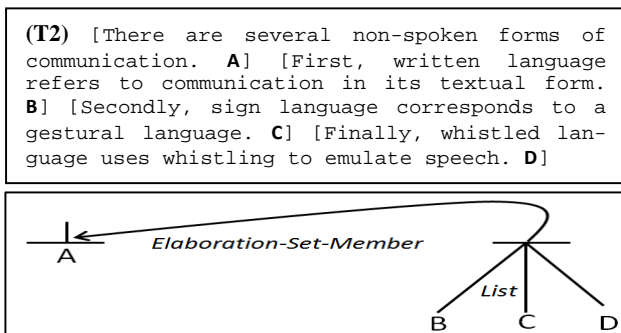 (T2) [There are several non-spoken forms of
communication. A] [First, written language
refers to communication in its textual form.
B] [Secondly, sign language corresponds to a
gestural language. C] [Finally, whistled lan-
guage uses whistling to emulate speech. D]
A
Elaboration-Set-Member
List
B
C
D